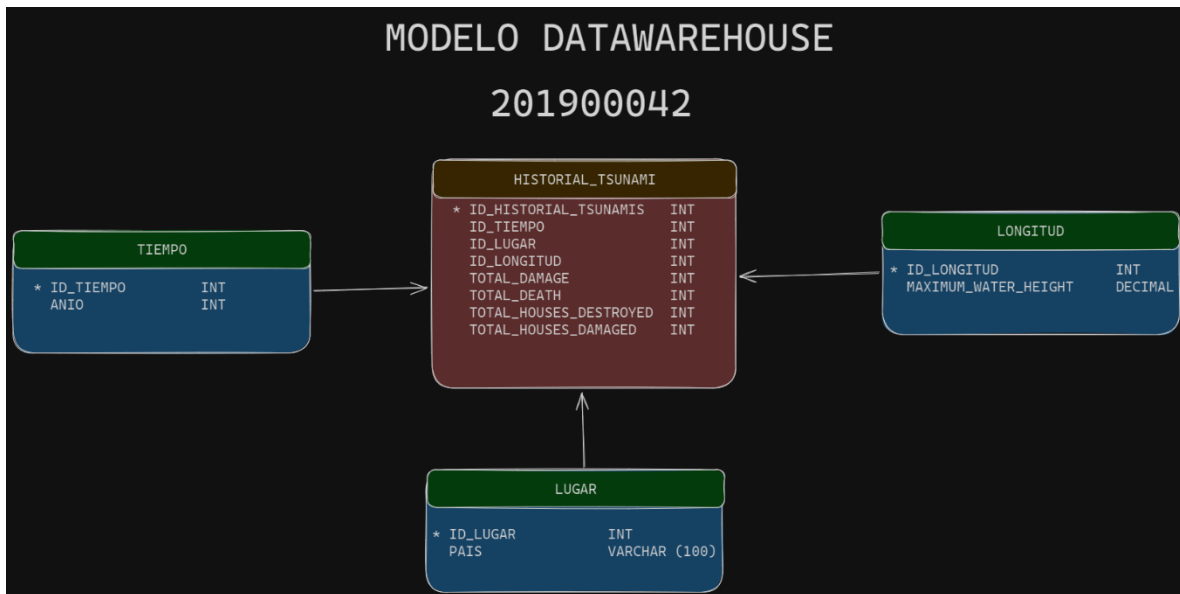 MODELO DATAWAREHOUSE
201900042
HISTORIAL_TSUNAMI
* ID_HISTORIAL_TSUNAMIS INT
ID_TIEMPO INT
ID_LUGAR INT
ID_LONGITUD INT
TOTAL_DAMAGE INT
TOTAL_DEATH INT
TOTAL_HOUSES_DESTROYED INT
TOTAL_HOUSES_DAMAGED INT
TIEMPO
* ID_TIEMPO INT
ANIO INT
LONGITUD
* ID_LONGITUD INT
MAXIMUM_WATER_HEIGHT DECIMAL
LUGAR
* ID_LUGAR INT
PAIS VARCHAR (100)